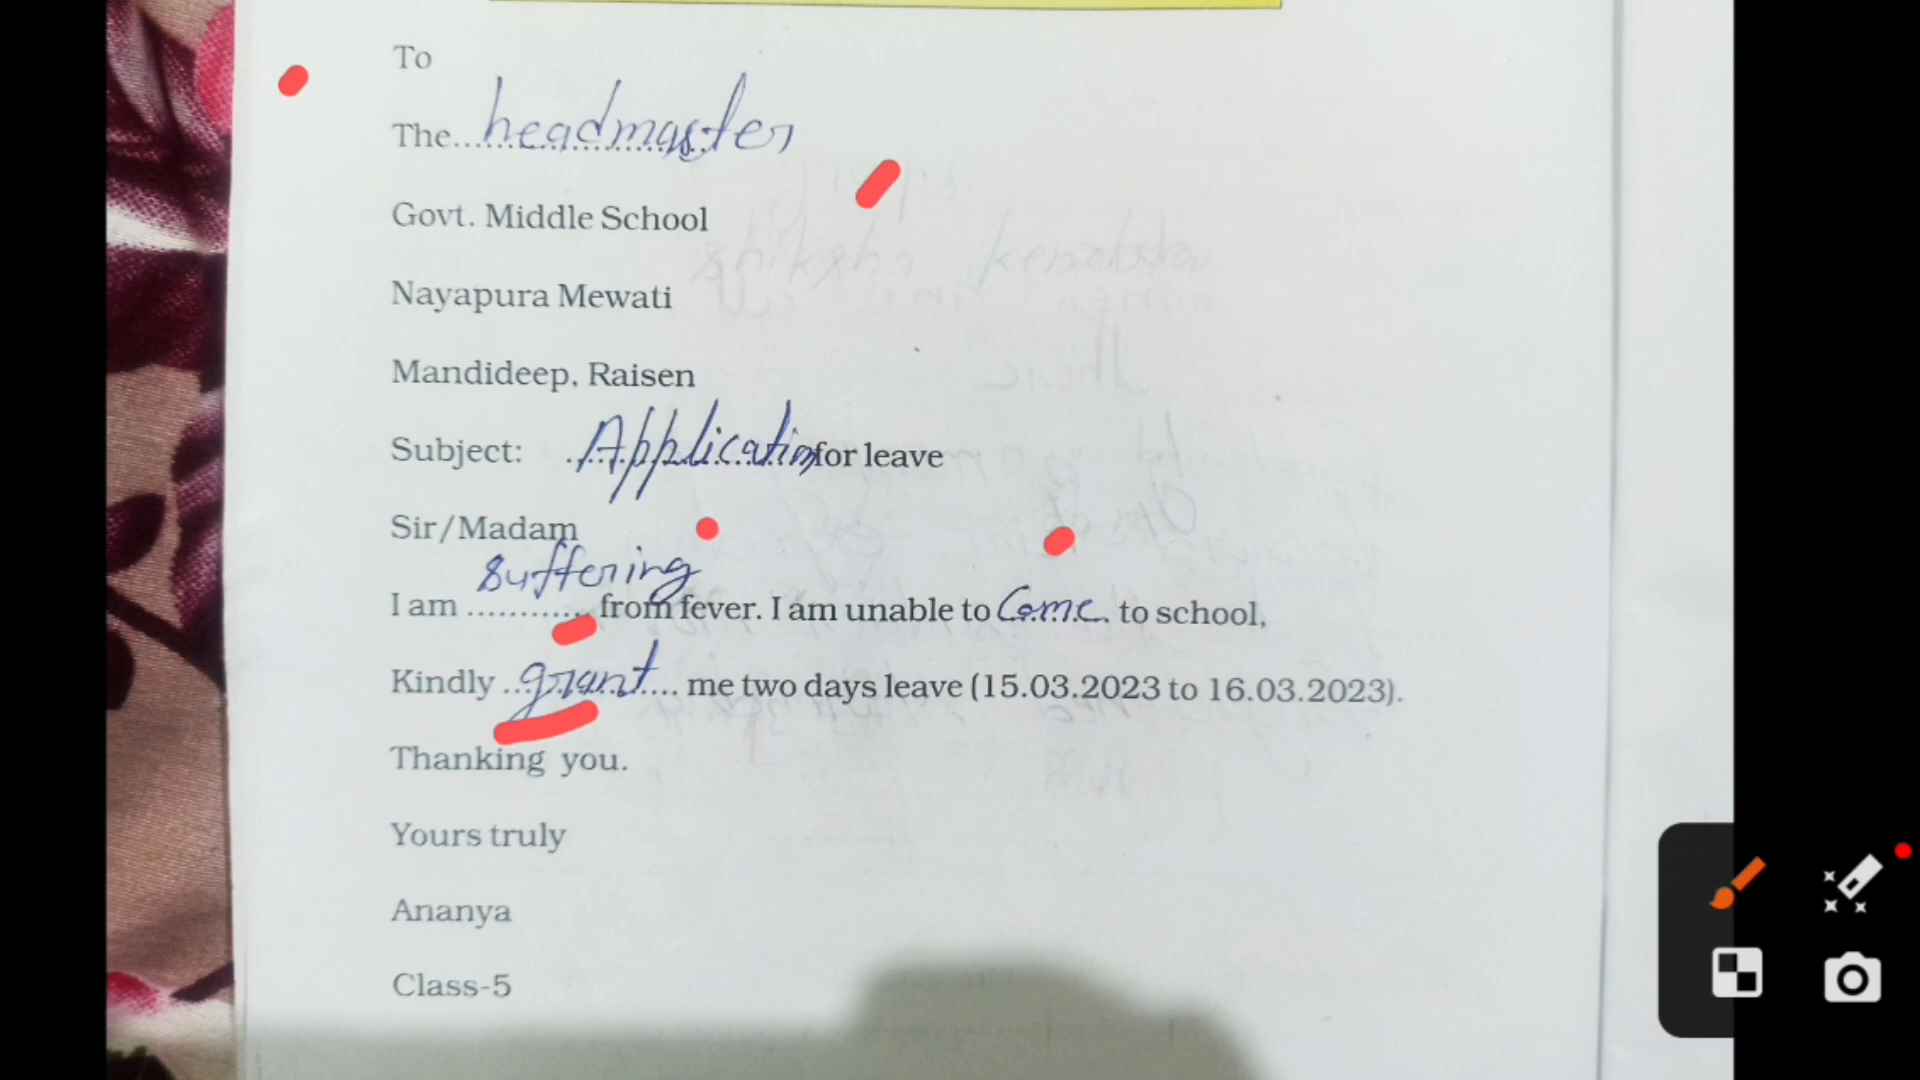 To
The...headmaster
Govt. Middle School
Nayapura Mewati
Mandideep, Raisen
Subject: ...Application for leave
Sir/Madam
I am ...suffering... from fever. I am unable to Come. to school,
Kindly ...grant.... me two days leave (15.03.2023 to 16.03.2023).
Thanking you.
Yours truly
Ananya
Class-5